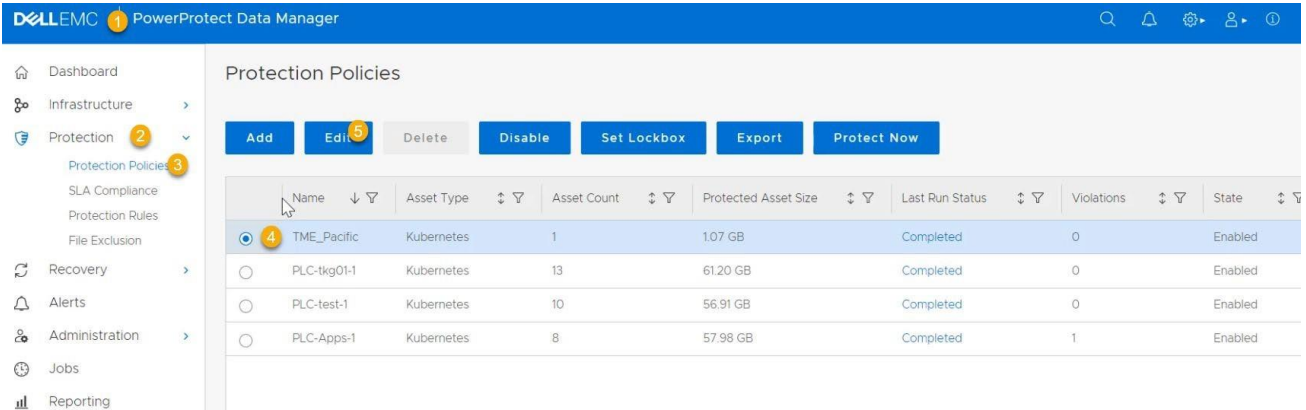 DELLEMC 1 PowerProtect Data Manager
Dashboard
Infrastructure
Protection 2
Protection Policies 3
SLA Compliance
Protection Rules
File Exclusion
Recovery
Alerts
Administration
Jobs
Reporting
Protection Policies
Add Edit 5 Delete Disable Set Lockbox Export Protect Now
Name Asset Type Asset Count Protected Asset Size Last Run Status Violations State
4 TME_Pacific Kubernetes 1 1.07 GB Completed 0 Enabled
PLC-tkg01-1 Kubernetes 13 61.20 GB Completed 0 Enabled
PLC-test-1 Kubernetes 10 56.91 GB Completed 0 Enabled
PLC-Apps-1 Kubernetes 8 57.98 GB Completed 1 Enabled